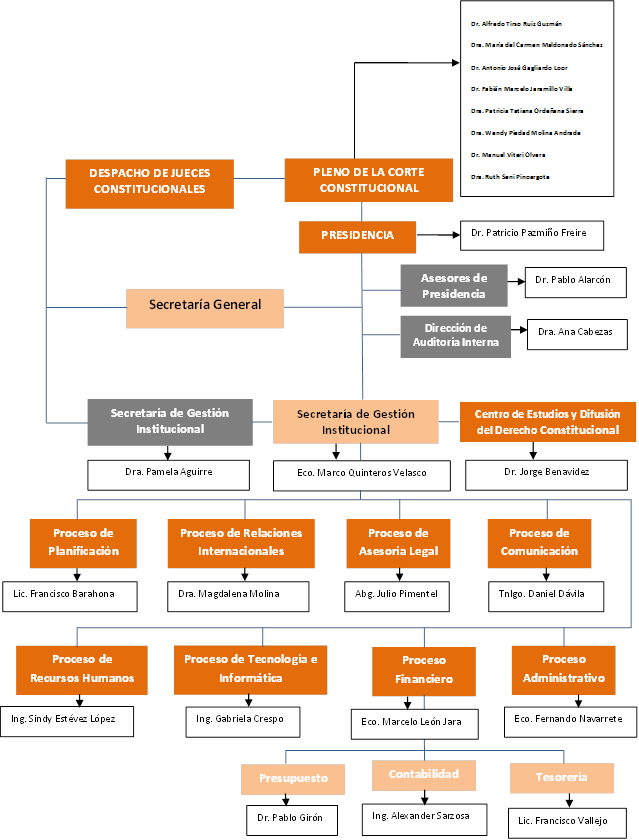 Dr. Alfredo Tirso Ruiz Guzmán
Dra. María del Carmen Maldonado Sánchez
Dr. Antonio José Gagliardo Loor
Dr. Fabián Marcelo Jaramillo Villa
Dra. Patricia Tatiana Ordeñana Sierra
Dra. Wendy Piedad Molina Andrade
Dr. Manuel Viteri Olvera
Dra. Ruth Seni Pinoargote
DESPACHO DE JUECES
CONSTITUCIONALES
PLENO DE LA CORTE
CONSTITUCIONAL
PRESIDENCIA
Dr. Patricio Pazmiño Freire
Asesores de
Presidencia
Dr. Pablo Alarcón
Secretaría General
Dirección de
Auditoría Interna
Dra. Ana Cabezas
Secretaria de Gestión
Institucional
Secretaría de Gestión
Institucional
Centro de Estudios y Difusión
del Derecho Constitucional
Dra. Pamela Aguirre
Eco. Marco Quinteros Velasco
Dr. Jorge Benavidez
Proceso de
Planificación
Proceso de Relaciones
Internacionales
Proceso de
Asesoria Legal
Proceso de
Comunicación
Lic. Francisco Barahona
Dra. Magdalena Molina
Abg. Julio Pimentel
Tnlgo. Daniel Dávila
Proceso de
Recursos Humanos
Proceso de Tecnologia e
Informática
Proceso
Financiero
Proceso
Administrativo
Ing. Sindy Estévez López
Ing. Gabriela Crespo
Eco. Marcelo León Jara
Eco. Fernando Navarrete
Presupuesto
Contabilidad
Tesoreria
Dr. Pablo Girón
Ing. Alexander Sarzosa
Lic. Francisco Vallejo